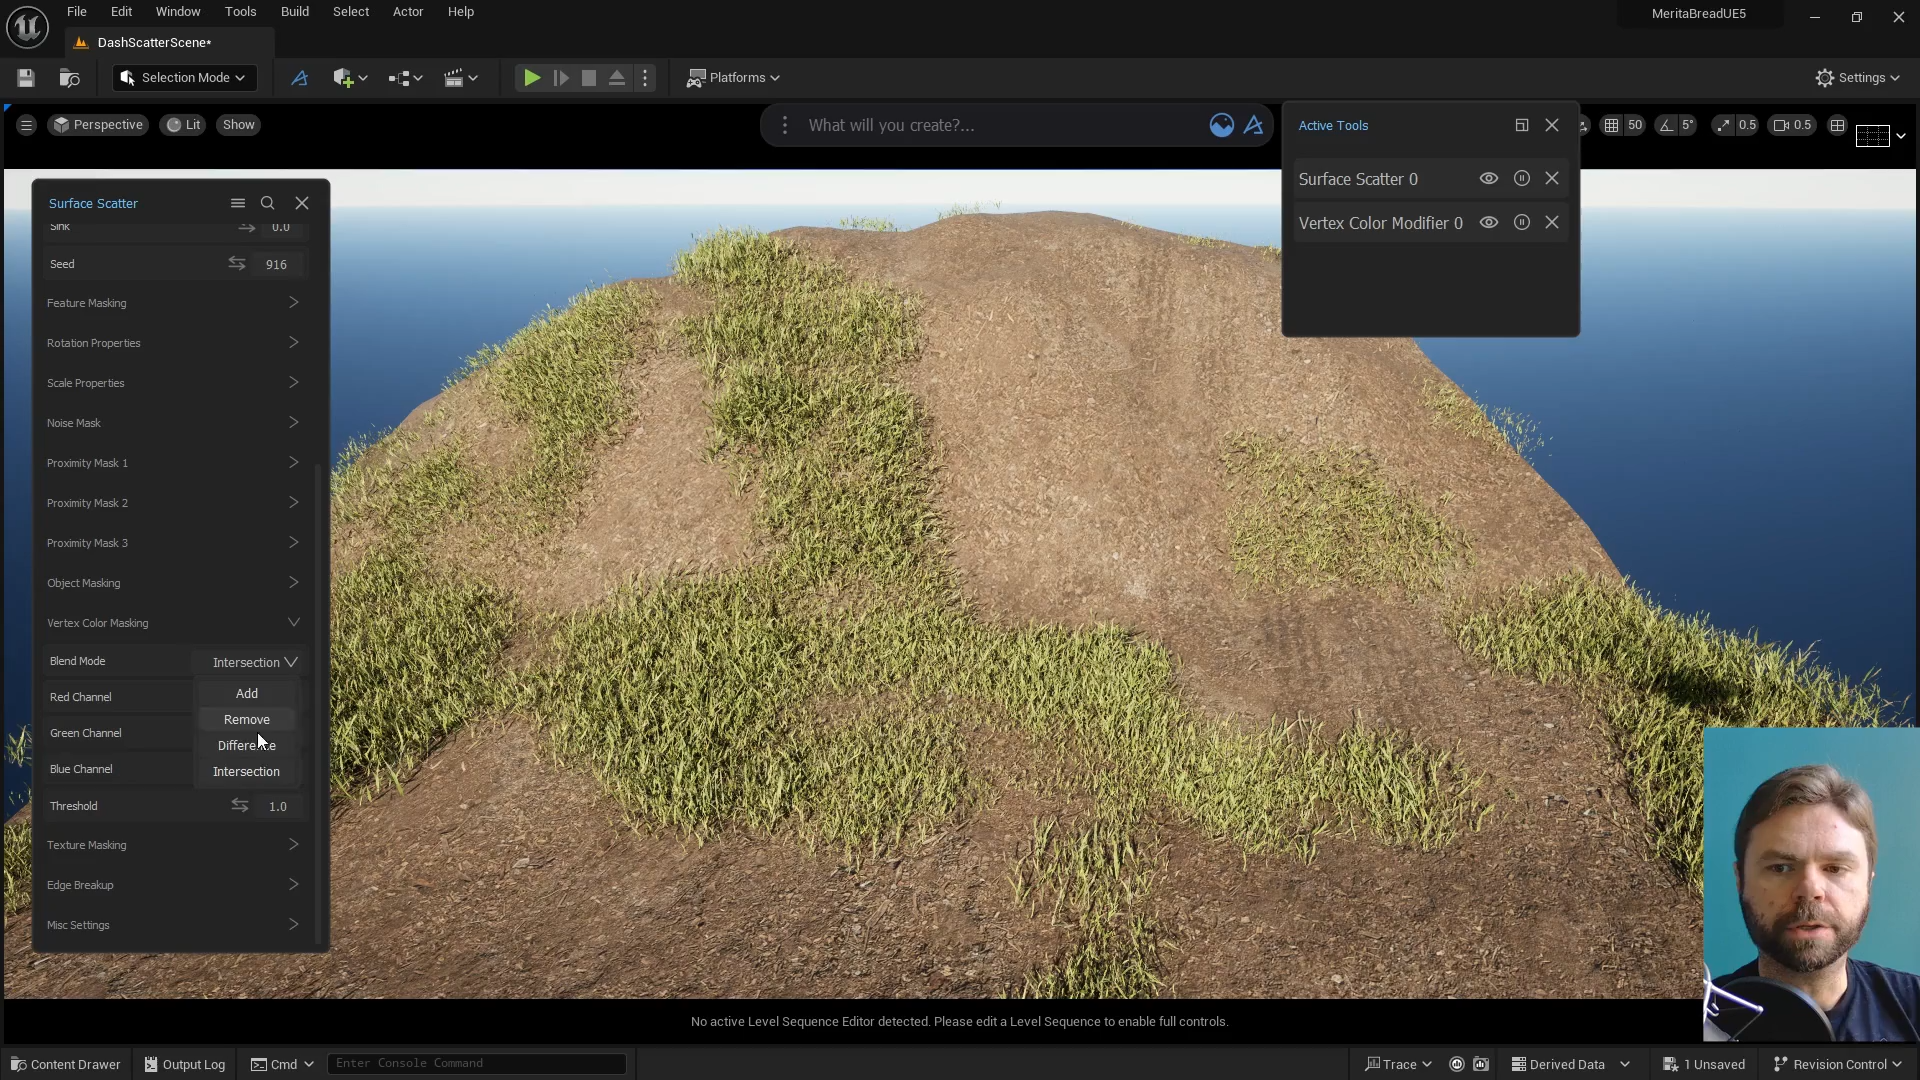 File Edit Window Tools Build Select Actor Help
MeritaBreadUE5
DashScatterScene*
Selection Mode
Platforms
Settings
Perspective
Lit
Show
What will you create?...
50
5°
0.5
0.5
Active Tools
Surface Scatter 0
Vertex Color Modifier 0
Surface Scatter
Sink 0.0
Seed 916
Feature Masking
Rotation Properties
Scale Properties
Noise Mask
Proximity Mask 1
Proximity Mask 2
Proximity Mask 3
Object Masking
Vertex Color Masking
Blend Mode Intersection
Add
Red Channel
Remove
Green Channel
Intersection
Blue Channel
Threshold 1.0
Texture Masking
Edge Breakup
Misc Settings
No active Level Sequence Editor detected. Please edit a Level Sequence to enable full controls.
Content Drawer
Output Log
Cmd
Enter Console Command
Trace
Derived Data
1 Unsaved
Revision Control